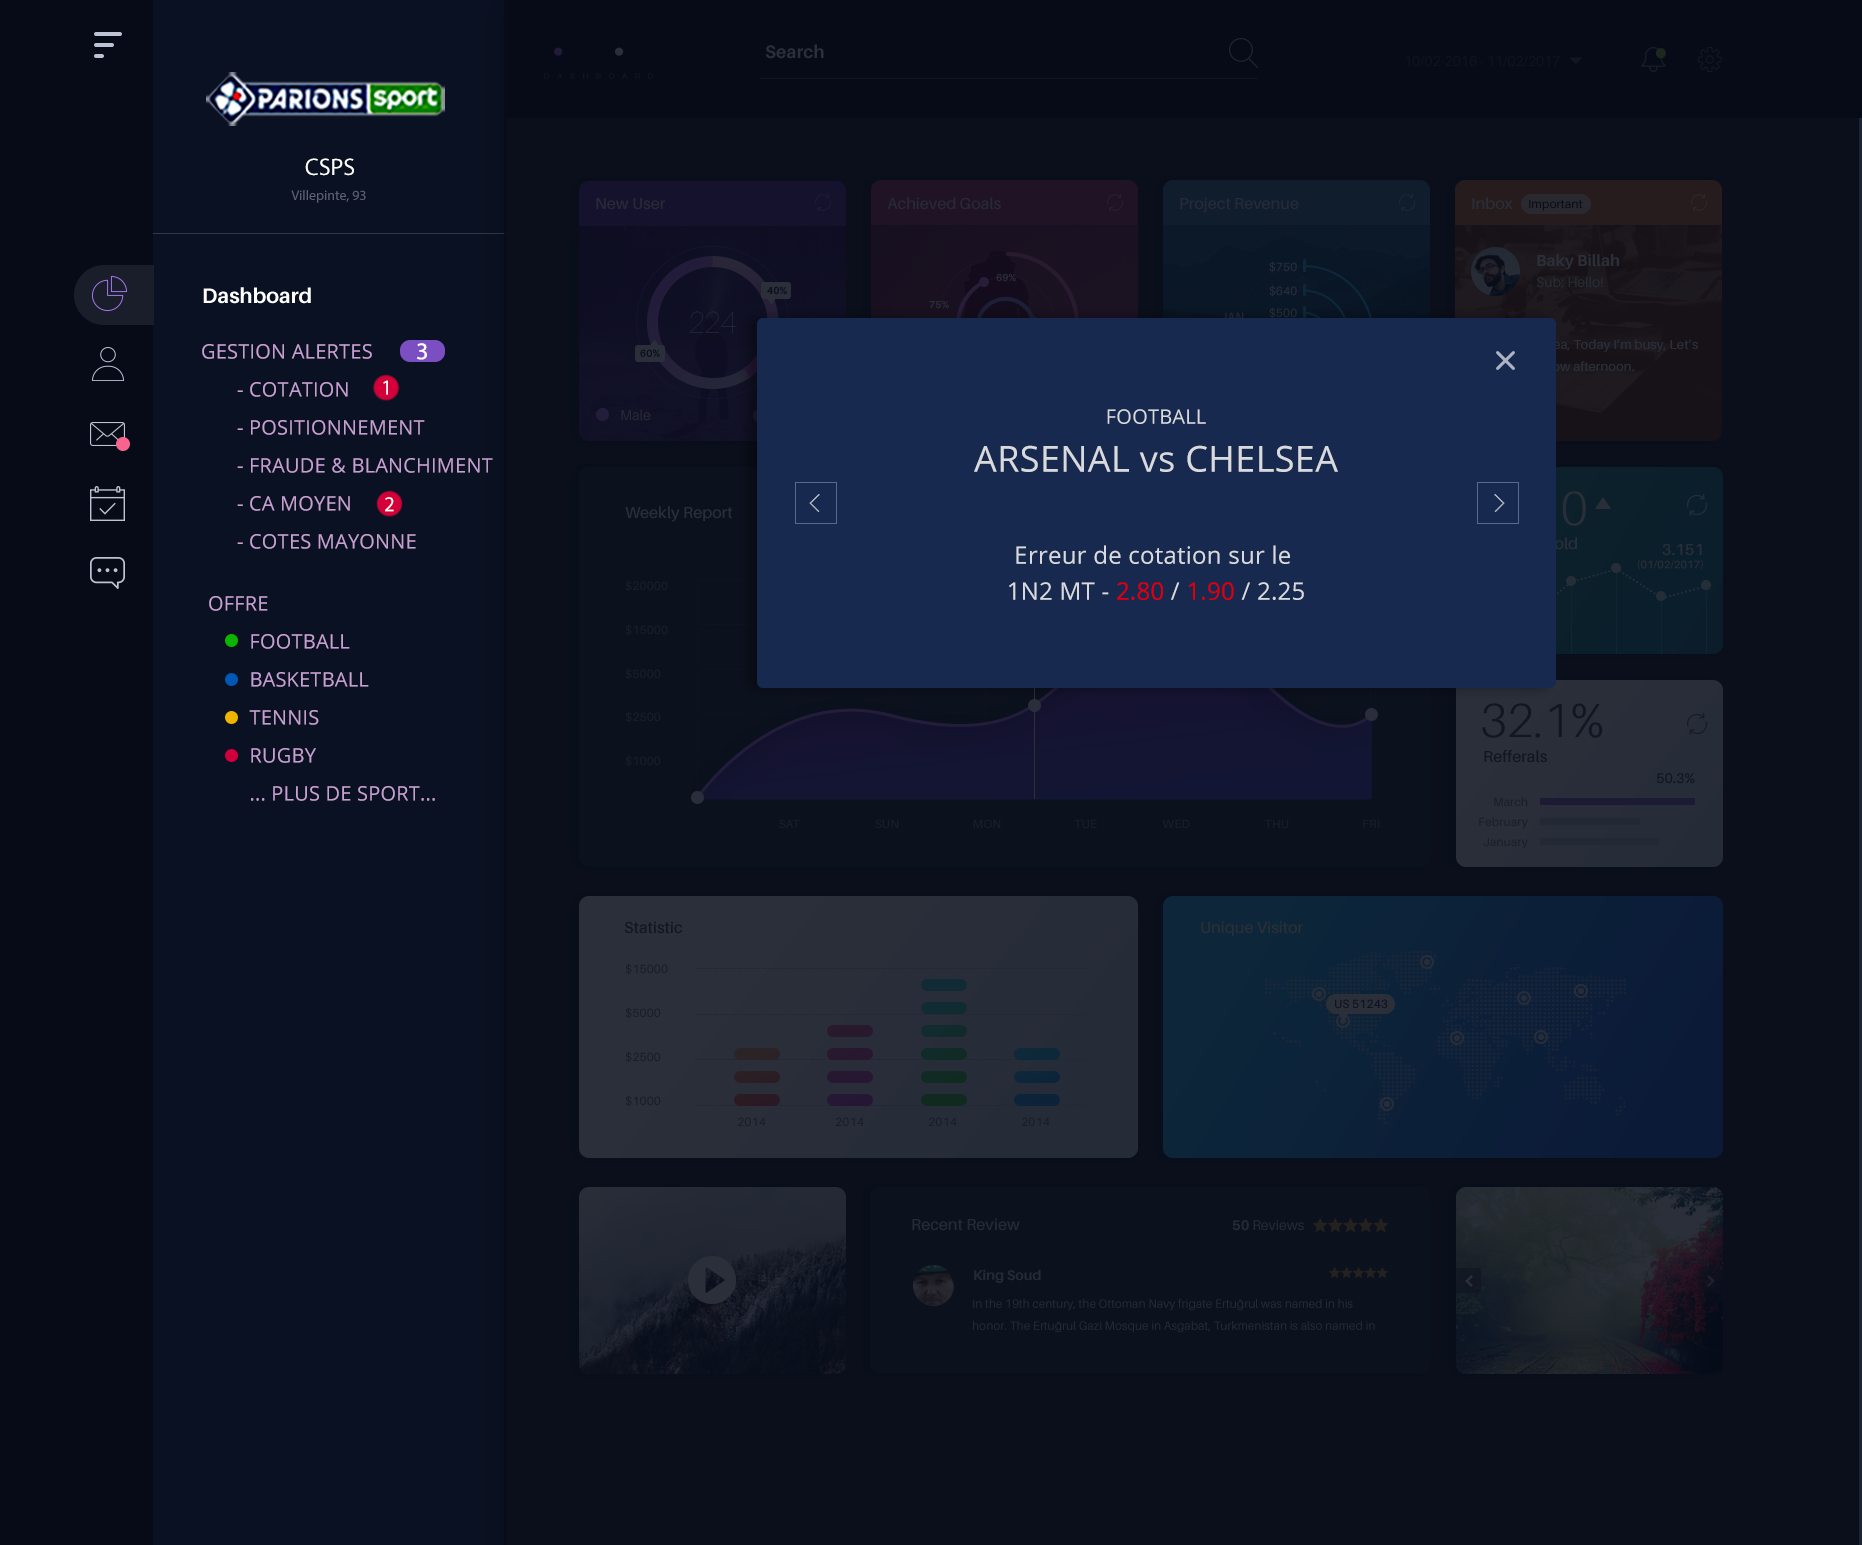 PARIONS sport
CSPS
Villepinte, 93
Dashboard
GESTION ALERTES 3
- COTATION 1
- POSITIONNEMENT
- FRAUDE & BLANCHIMENT
- CA MOYEN 2
- COTES MAYONNE
OFFRE
FOOTBALL
BASKETBALL
TENNIS
RUGBY
... PLUS DE SPORT...
DASHBOARD
Search
10/02 2016 11/02/2017
New User
40%
224
60%
Male
Achieved Goals
69%
75%
Project Revenue
$750
$640
$500
JAN
Inbox Important
Baky Billah
Sub: Hello!
ea, Today I'm busy, Let's
ow afternoon.
FOOTBALL
ARSENAL vs CHELSEA
Erreur de cotation sur le
1N2 MT - 2.80 / 1.90 / 2.25
Weekly Report
$20000
$15000
$5000
$2500
$1000
SAT SUN MON TUE WED THU FRI
0
old
3.151
(01/02/2017)
32.1%
Refferals
50.3%
March
February
January
Statistic
$15000
$5000
$2500
$1000
2014 2014 2014 2014
Unique Visitor
US 51243
Recent Review
50 Reviews
King Soud
In the 19th century, the Ottoman Navy frigate Ertuğrul was named in his
honor. The Ertuğrul Gazi Mosque in Asgabat, Turkmenistan is also named in